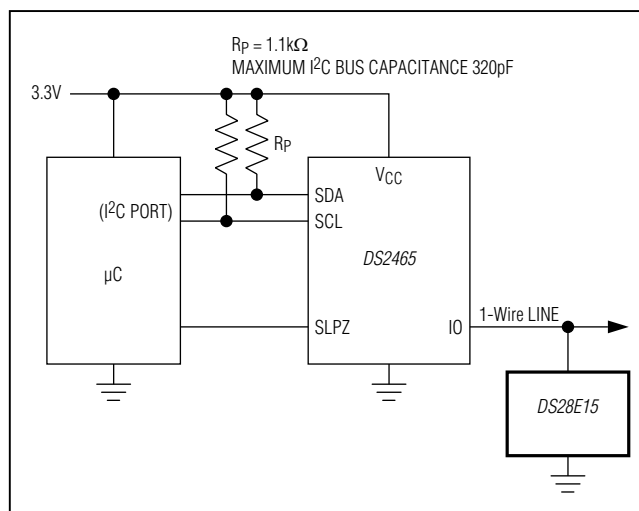 RP = 1.1kΩ
MAXIMUM I2C BUS CAPACITANCE 320pF
3.3V
RP
VCC
SDA
(I2C PORT)
SCL
DS2465
µC
1-Wire LINE
SLPZ
IO
DS28E15